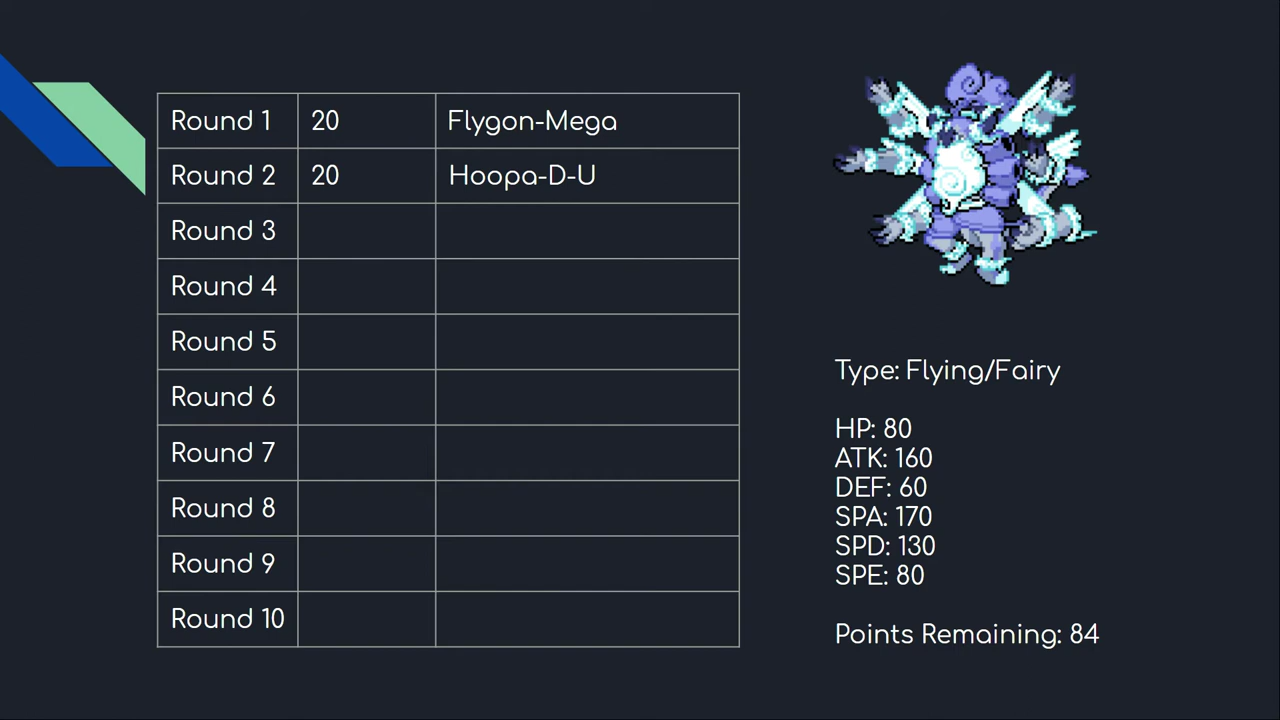 Round 1 20 Flygon-Mega
Round 2 20 Hoopa-D-U
Round 3
Round 4
Round 5
Round 6
Round 7
Round 8
Round 9
Round 10
Type: Flying/Fairy
HP: 80
ATK: 160
DEF: 60
SPA: 170
SPD: 130
SPE: 80
Points Remaining: 84